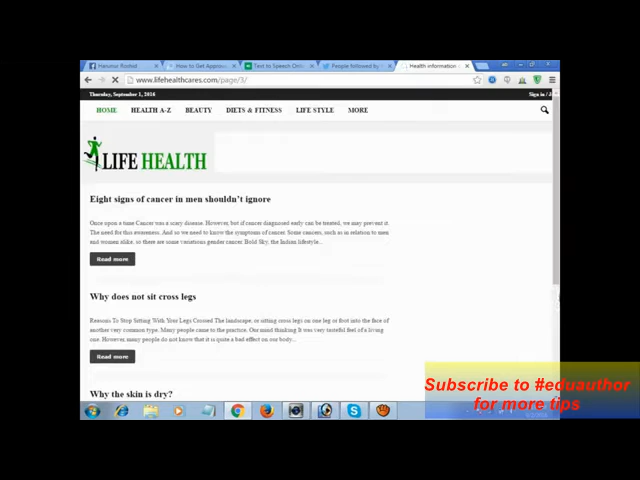 Hanuma Rashid
How to Get Approv
Text to Speech Onli
People followed by
Health information
www.lifehealthcares.com/page/3/
Thursday, September 1, 2016
Sign in / J
HOME HEALTH A-Z BEAUTY DIETS & FITNESS LIFE STYLE MORE
LIFE HEALTH
Eight signs of cancer in men shouldn't ignore
Once upon a time Cancer was a scary disease. However, but if cancer diagnosed early can be treated, we may prevent it.
The need for this awareness. And so we need to know the symptoms of cancer. Some cancers, such as in relation to men
and women alike, so there are some variations gender cancer. Bold Sky, the Indian lifestyle...
Read more
Why does not sit cross legs
Reasons To Stop Sitting With Your Legs Crossed The landscape, or sitting cross legs on one leg or foot into the face of
another very common type. Many people came to the practice. Our mind thinking It was very tasteful feel of a living
one. However, many people do not know that it is quite a bad effect on our body...
Read more
Why the skin is dry?
Subscribe to #eduauthor
for more tips